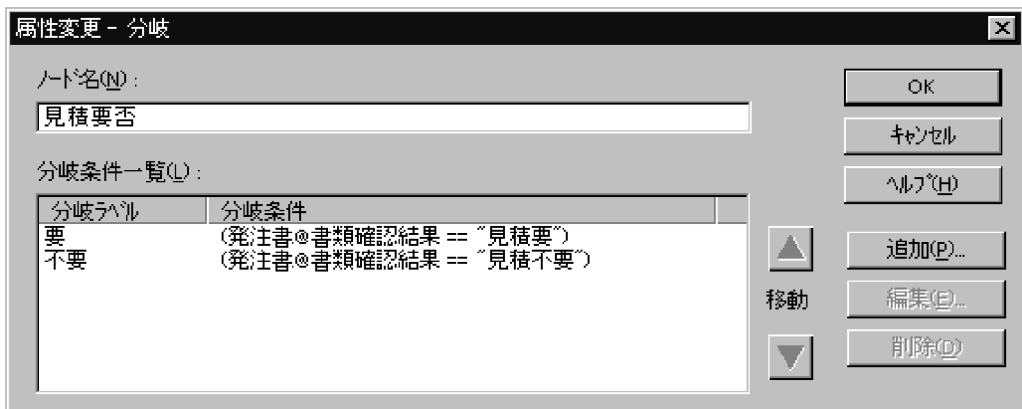 属性変更 - 分岐
ノード名(N) :
見積要否
分岐条件一覧(L) :
分岐ラベル 分岐条件
要 (発注書@書類確認結果 == "見積要")
不要 (発注書@書類確認結果 == "見積不要")
移動
OK
キャンセル
ヘルプ(H)
追加(P)...
編集(E)...
削除(D)